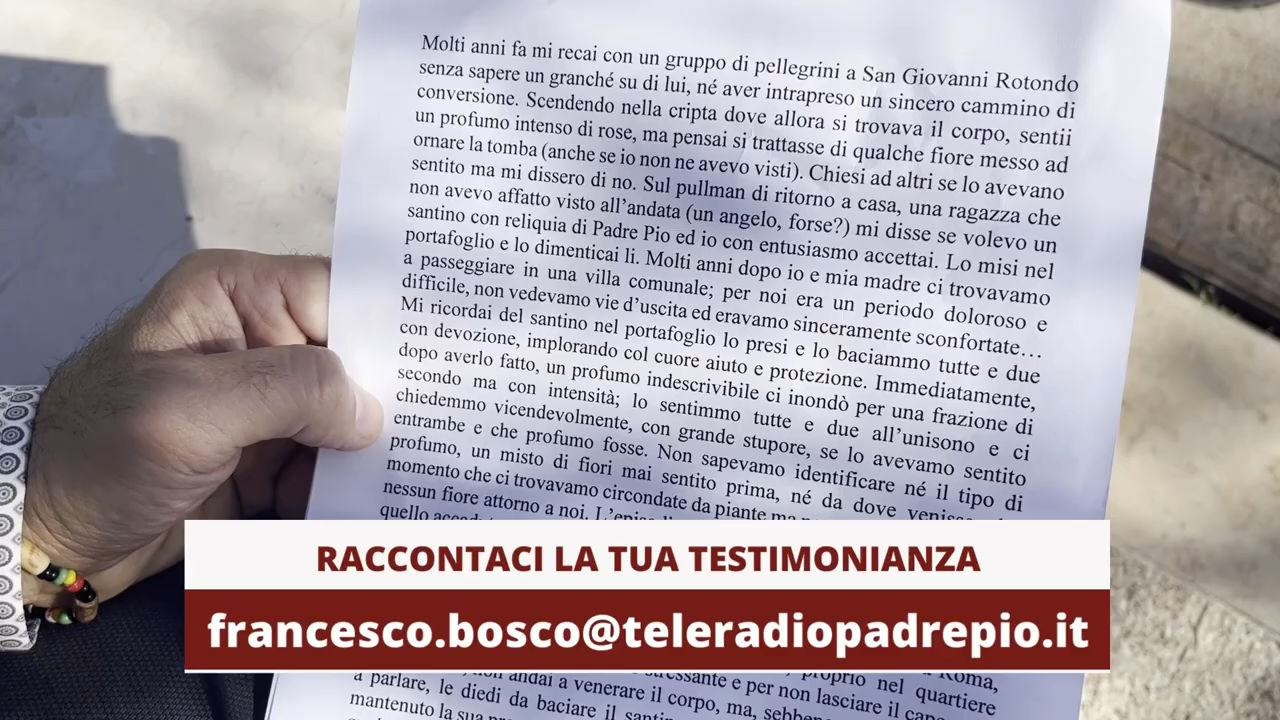 Molti anni fa mi recai con un gruppo di pellegrini a San Giovanni Rotondo
senza sapere un granché su di lui, né aver intrapreso un sincero cammino di
conversione. Scendendo nella cripta dove allora si trovava il corpo, sentii
un profumo intenso di rose, ma pensai si trattasse di qualche fiore messo ad
ornare la tomba (anche se io non ne avevo visti). Chiesi ad altri se lo avevano
sentito ma mi dissero di no. Sul pullman di ritorno a casa, una ragazza che
non avevo affatto visto all’andata (un angelo, forse?) mi disse se volevo un
santino con reliquia di Padre Pio ed io con entusiasmo accettai. Lo misi nel
portafoglio e lo dimenticai lì. Molti anni dopo io e mia madre ci trovavamo
a passeggiare in una villa comunale; per noi era un periodo doloroso e
difficile, non vedevamo vie d’uscita ed eravamo sinceramente sconfortate…
Mi ricordai del santino nel portafoglio lo presi e lo baciammo tutte e due
con devozione, implorando col cuore aiuto e protezione. Immediatamente,
dopo averlo fatto, un profumo indescrivibile ci inondò per una frazione di
secondo ma con intensità; lo sentimmo tutte e due all’unisono e ci
chiedemmo vicendevolmente, con grande stupore, se lo avevamo sentito
entrambe e che profumo fosse. Non sapevamo identificare né il tipo di
profumo, un misto di fiori mai sentito prima, né da dove
momento che ci trovavamo circondate da piante ma
nessun fiore attorno a noi.
quello
RACCONTACI LA TUA TESTIMONIANZA
francesco.bosco@teleradiopadrepio.it
Roma,
proprio nel quartiere
e per non lasciare il
andai a venerare il corpo, ma,
a parlare, le diedi da baciare il
mantenuto la sua